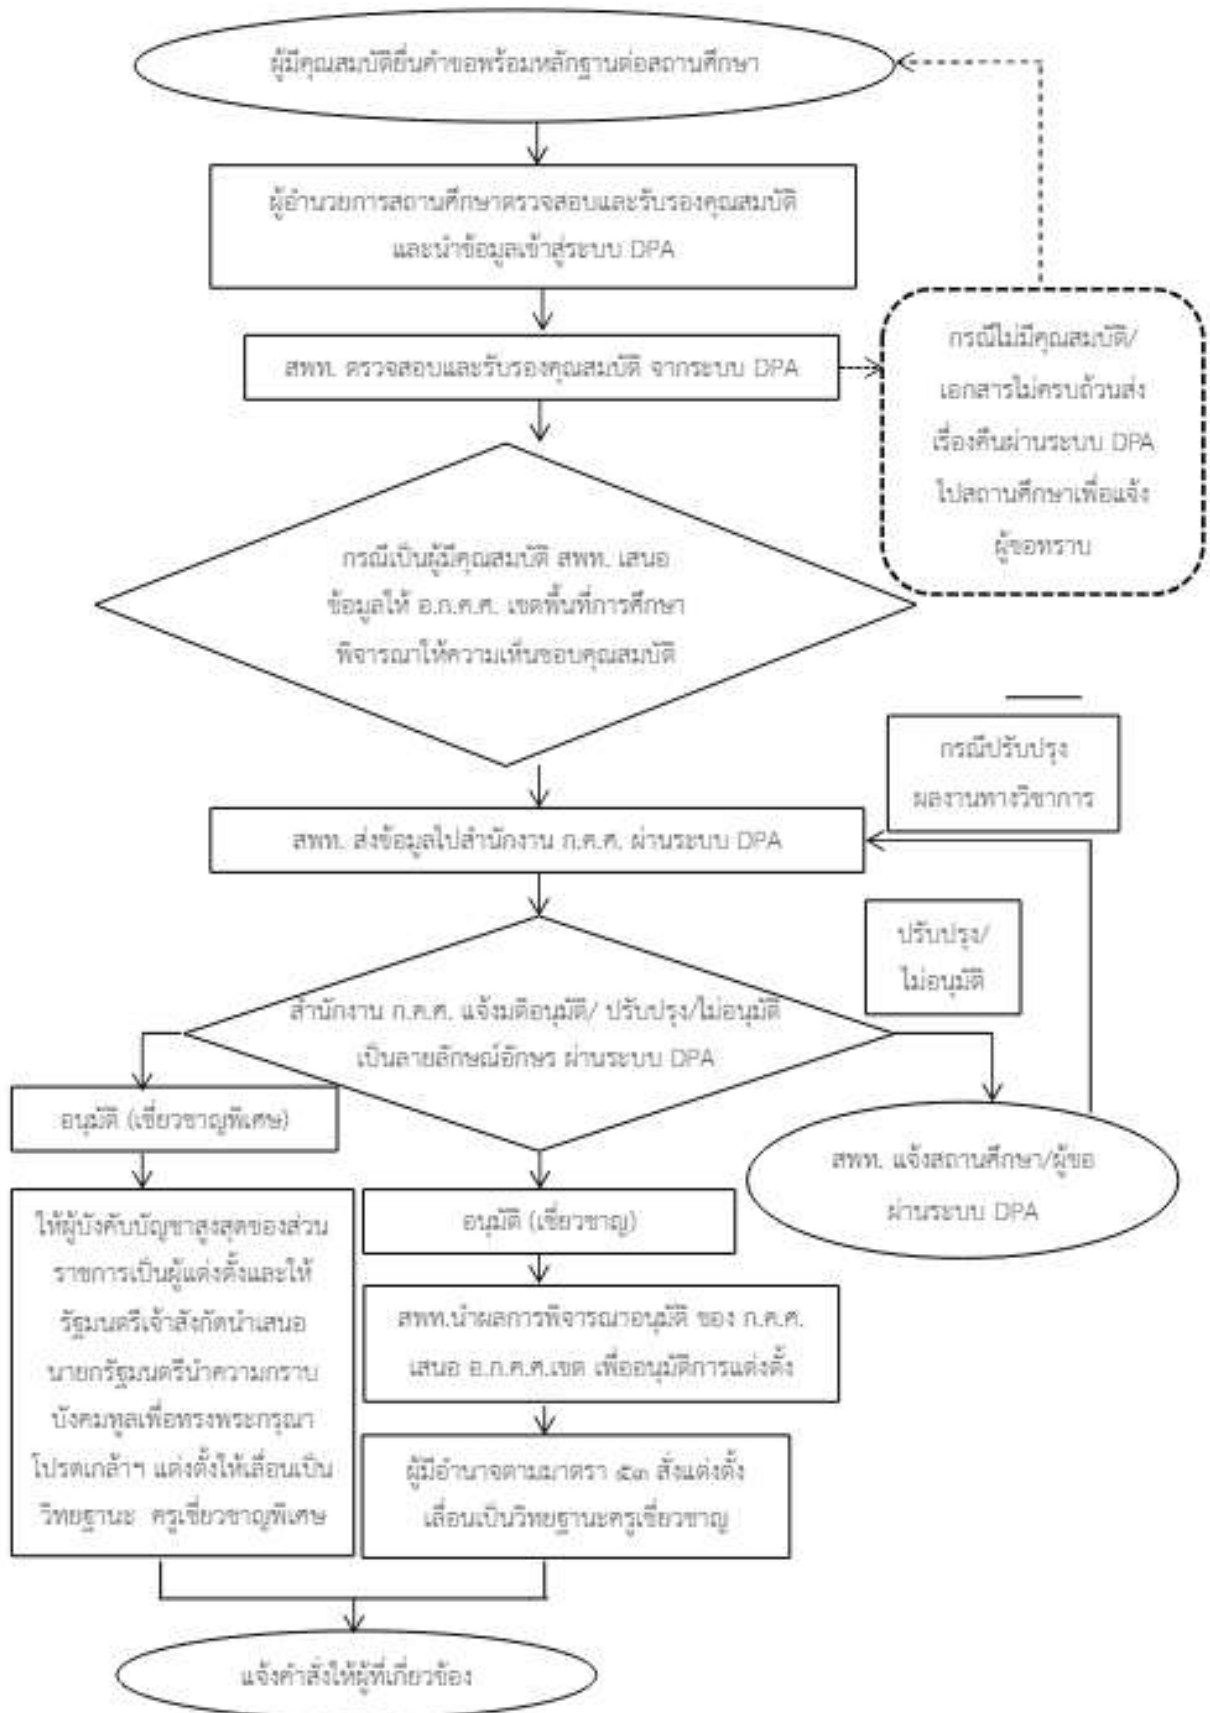 ผู้มีคุณสมบัติยื่นคำขอพร้อมหลักฐานต่อสถานศึกษา
ผู้อำนวยการสถานศึกษาตรวจสอบและรับรองคุณสมบัติ
และนำข้อมูลเข้าสู่ระบบ DPA
สพท. ตรวจสอบและรับรองคุณสมบัติ จากระบบ DPA
กรณีไม่มีคุณสมบัติ/
เอกสารไม่ครบถ้วนส่ง
เรื่องคืนผ่านระบบ DPA
ไปสถานศึกษาเพื่อแจ้ง
ผู้ขอทราบ
กรณีเป็นผู้มีคุณสมบัติ สพท. เสนอ
ข้อมูลให้ อ.ก.ค.ศ. เขตพื้นที่การศึกษา
พิจารณาให้ความเห็นชอบคุณสมบัติ
กรณีปรับปรุง
ผลงานทางวิชาการ
สพท. ส่งข้อมูลไปสำนักงาน ก.ค.ศ. ผ่านระบบ DPA
ปรับปรุง/
ไม่อนุมัติ
สำนักงาน ก.ค.ศ. แจ้งมติอนุมัติ/ ปรับปรุง/ไม่อนุมัติ
เป็นลายลักษณ์อักษร ผ่านระบบ DPA
อนุมัติ (เชี่ยวชาญพิเศษ)
สพท. แจ้งสถานศึกษา/ผู้ขอ
ผ่านระบบ DPA
ให้ผู้บังคับบัญชาสูงสุดของส่วน
ราชการเป็นผู้แต่งตั้งและให้
รัฐมนตรีเจ้าสังกัดนำเสนอ
นายกรัฐมนตรีนำความกราบ
บังคมทูลเพื่อทรงพระกรุณา
โปรดเกล้าฯ แต่งตั้งให้เลื่อนเป็น
วิทยฐานะ ครูเชี่ยวชาญพิเศษ
อนุมัติ (เชี่ยวชาญ)
สพท.นำผลการพิจารณาอนุมัติ ของ ก.ค.ศ.
เสนอ อ.ก.ค.ศ.เขต เพื่ออนุมัติการแต่งตั้ง
ผู้มีอำนาจตามมาตรา ๕๓ สั่งแต่งตั้ง
เลื่อนเป็นวิทยฐานะครูเชี่ยวชาญ
แจ้งคำสั่งให้ผู้ที่เกี่ยวข้อง